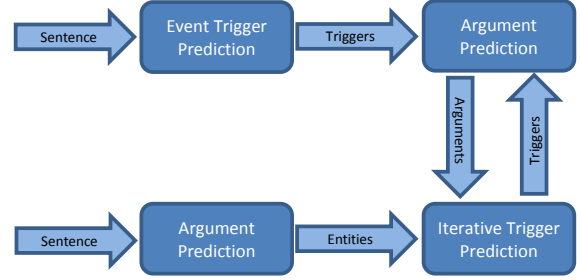 Sentence
Event Trigger
Prediction
Triggers
Argument
Prediction
Arguments
Triggers
Sentence
Argument
Prediction
Entities
Iterative Trigger
Prediction